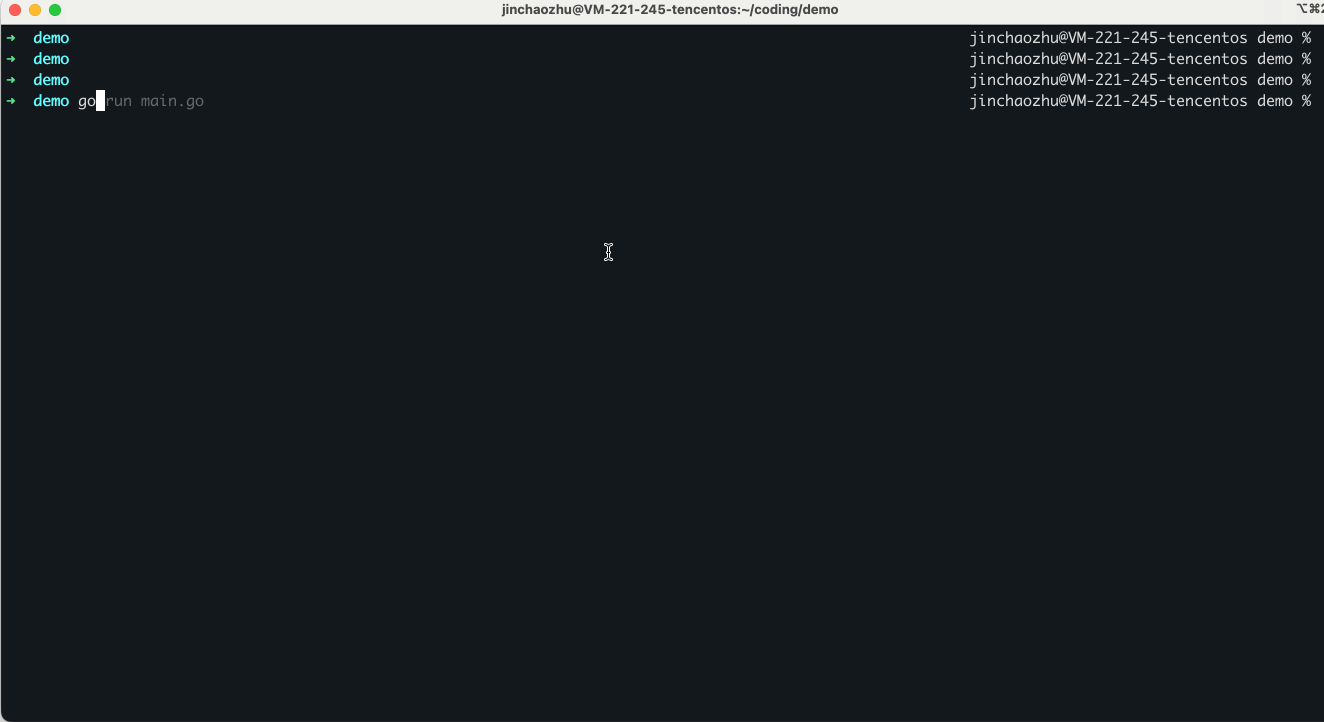 jinchaozhu@VM-221-245-tencentos:~/coding/demo ⌥⌘2
➜ demo jinchaozhu@VM-221-245-tencentos demo %
➜ demo jinchaozhu@VM-221-245-tencentos demo %
➜ demo jinchaozhu@VM-221-245-tencentos demo %
➜ demo go run main.go jinchaozhu@VM-221-245-tencentos demo %